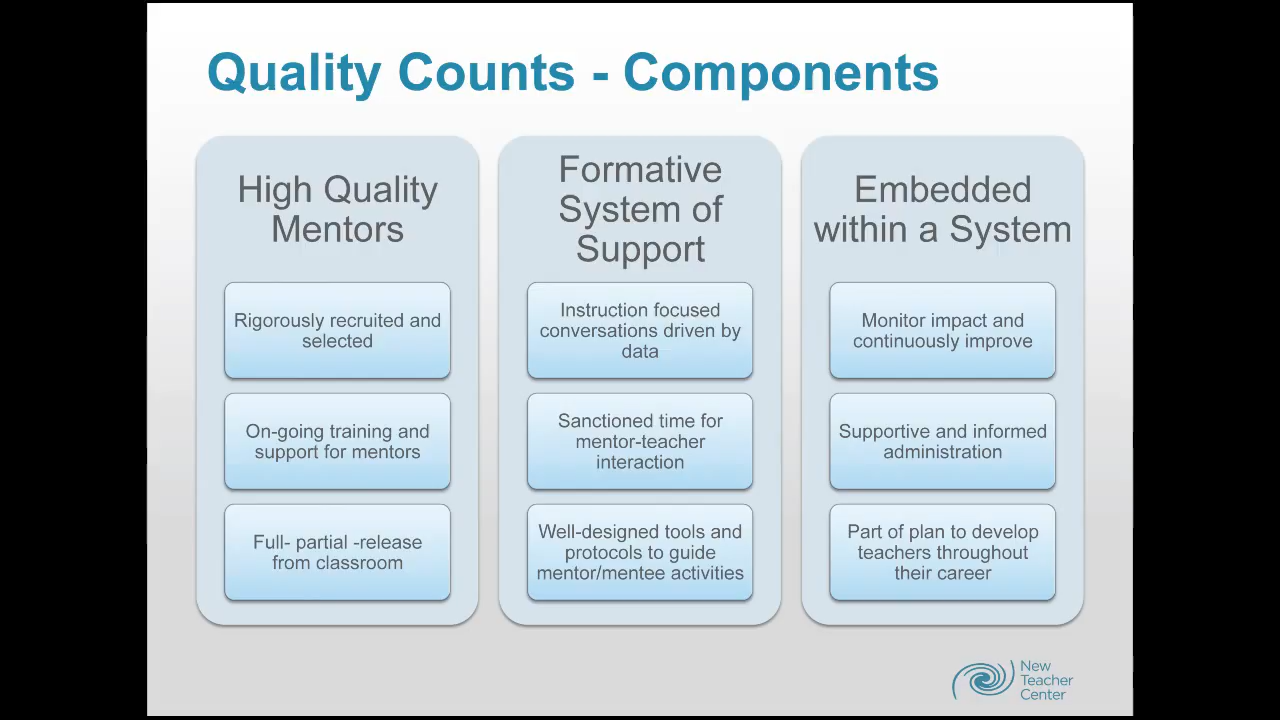 Quality Counts - Components
High Quality
Mentors
Rigorously recruited and
selected
On-going training and
support for mentors
Full- partial -release
from classroom
Formative
System of
Support
Instruction focused
conversations driven by
data
Sanctioned time for
mentor-teacher
interaction
Well-designed tools and
protocols to guide
mentor/mentee activities
Embedded
within a System
Monitor impact and
continuously improve
Supportive and informed
administration
Part of plan to develop
teachers throughout
their career
New
Teacher
Center